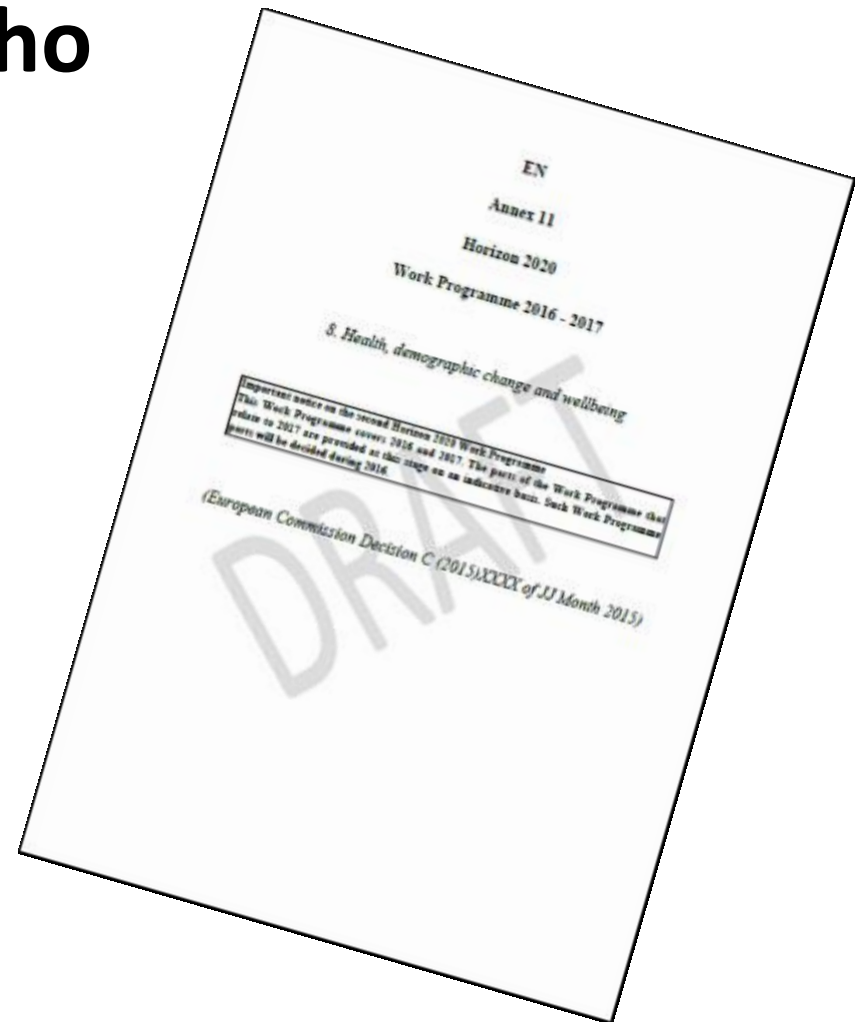 ho
EN
Annex 11
Horizon 2020
Work Programme 2016 - 2017
8. Health, demographic change and wellbeing
Important notice on the second Horizon 2020 Work Programme
This Work Programme covers 2016 and 2017. The parts of the Work Programme that
relate to 2017 are provided at this stage on an indicative basis. Such Work Programme
parts will be decided during 2016.
(European Commission Decision C (2015)XXXX of JJ Month 2015)
DRAFT